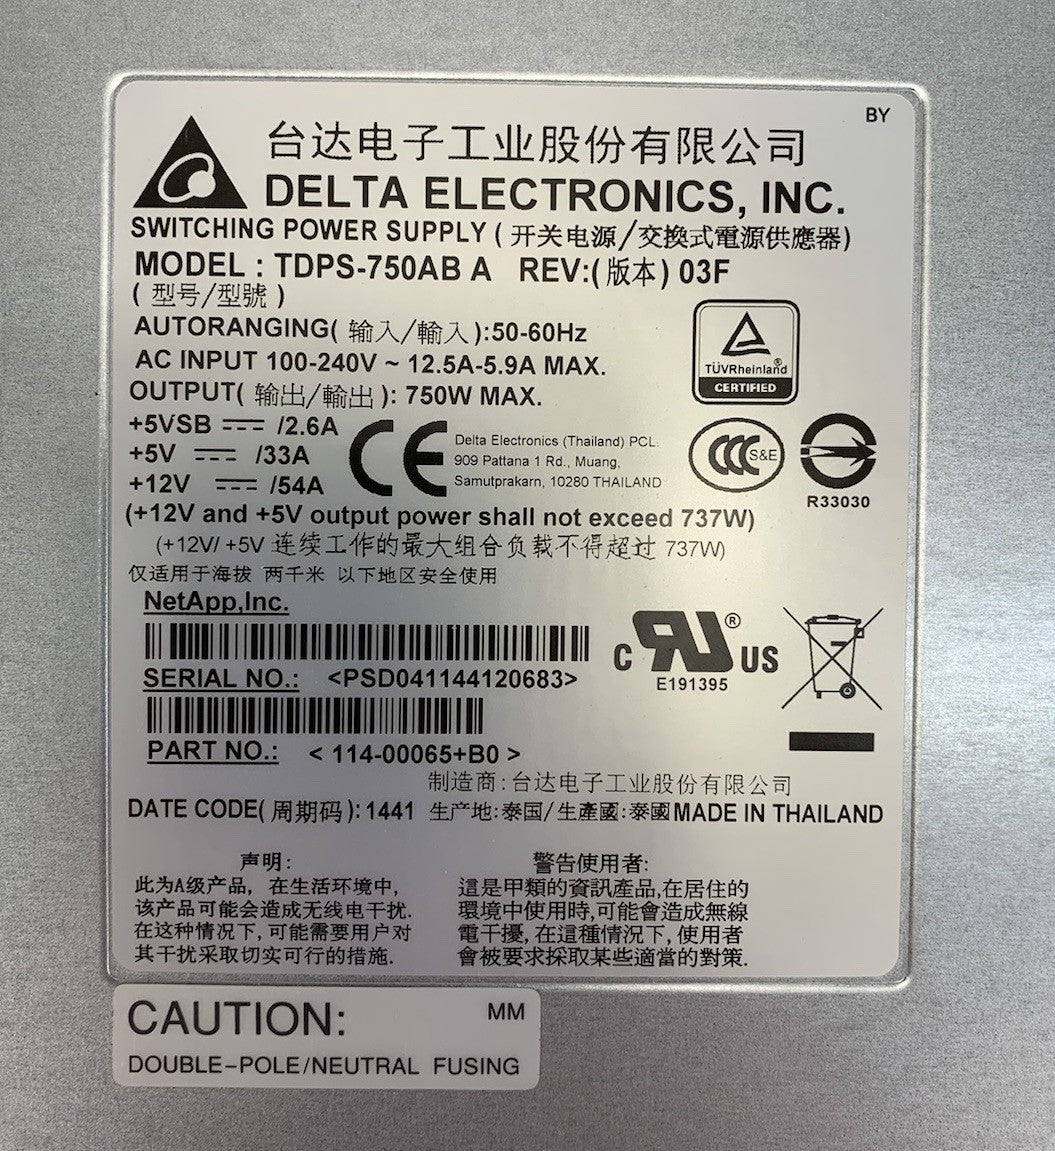 BY
台达电子工业股份有限公司
DELTA ELECTRONICS, INC.
SWITCHING POWER SUPPLY ( 开关电源/交換式電源供應器)
MODEL : TDPS-750AB A REV:(版本) 03F
( 型号/型號 )
AUTORANGING( 输入/輸入 ):50-60Hz
AC INPUT 100-240V ~ 12.5A-5.9A MAX.
OUTPUT( 输出/輸出 ): 750W MAX.
+5VSB ⎓ /2.6A
+5V ⎓ /33A
+12V ⎓ /54A
CE
Delta Electronics (Thailand) PCL.
909 Pattana 1 Rd., Muang,
Samutprakarn, 10280 THAILAND
TÜVRheinland®
CERTIFIED
CCC S&E
R33030
(+12V and +5V output power shall not exceed 737W)
(+12V/ +5V 连续工作的最大组合负载不得超过 737W)
仅适用于海拔 两千米 以下地区安全使用
NetApp,Inc.
SERIAL NO.: <PSD041144120683>
C RU® US
E191395
PART NO.: < 114-00065+B0 >
制造商:台达电子工业股份有限公司
DATE CODE(周期码):1441 生产地:泰国/生產國:泰國 MADE IN THAILAND
声明:
此为A级产品, 在生活环境中,
该产品可能会造成无线电干扰.
在这种情况下,可能需要用户对
其干扰采取切实可行的措施.
警告使用者:
這是甲類的資訊產品,在居住的
環境中使用時,可能會造成無線
電干擾,在這種情況下,使用者
會被要求採取某些適當的對策.
CAUTION: MM
DOUBLE-POLE/NEUTRAL FUSING